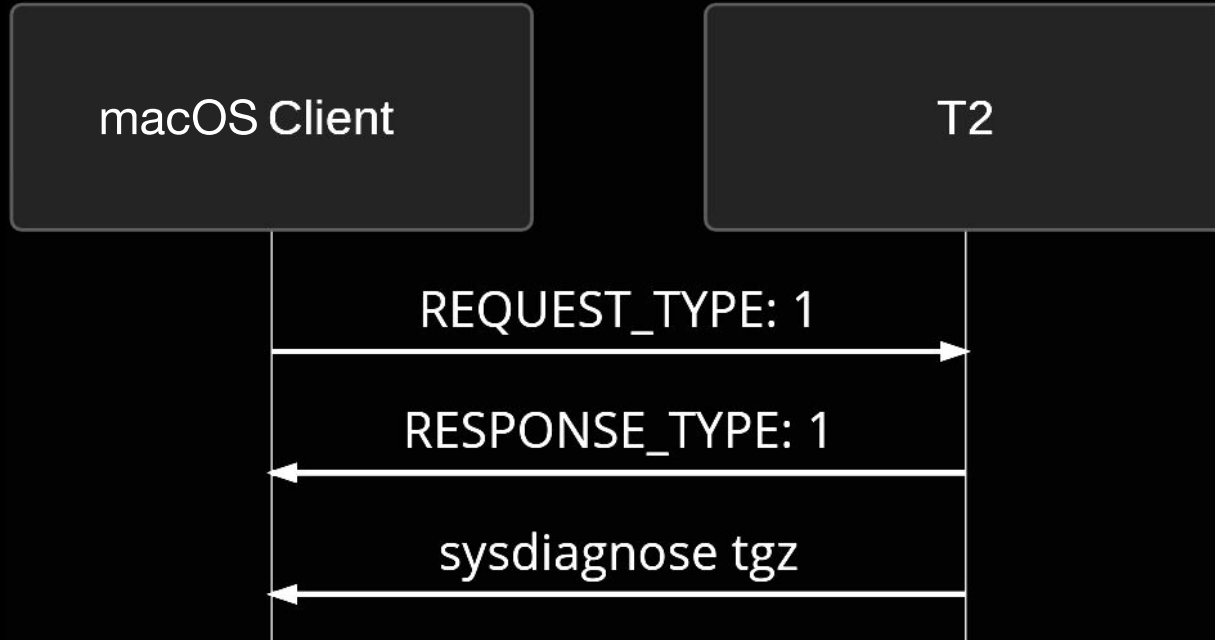 macOS Client
T2
REQUEST_TYPE: 1
RESPONSE_TYPE: 1
sysdiagnose tgz